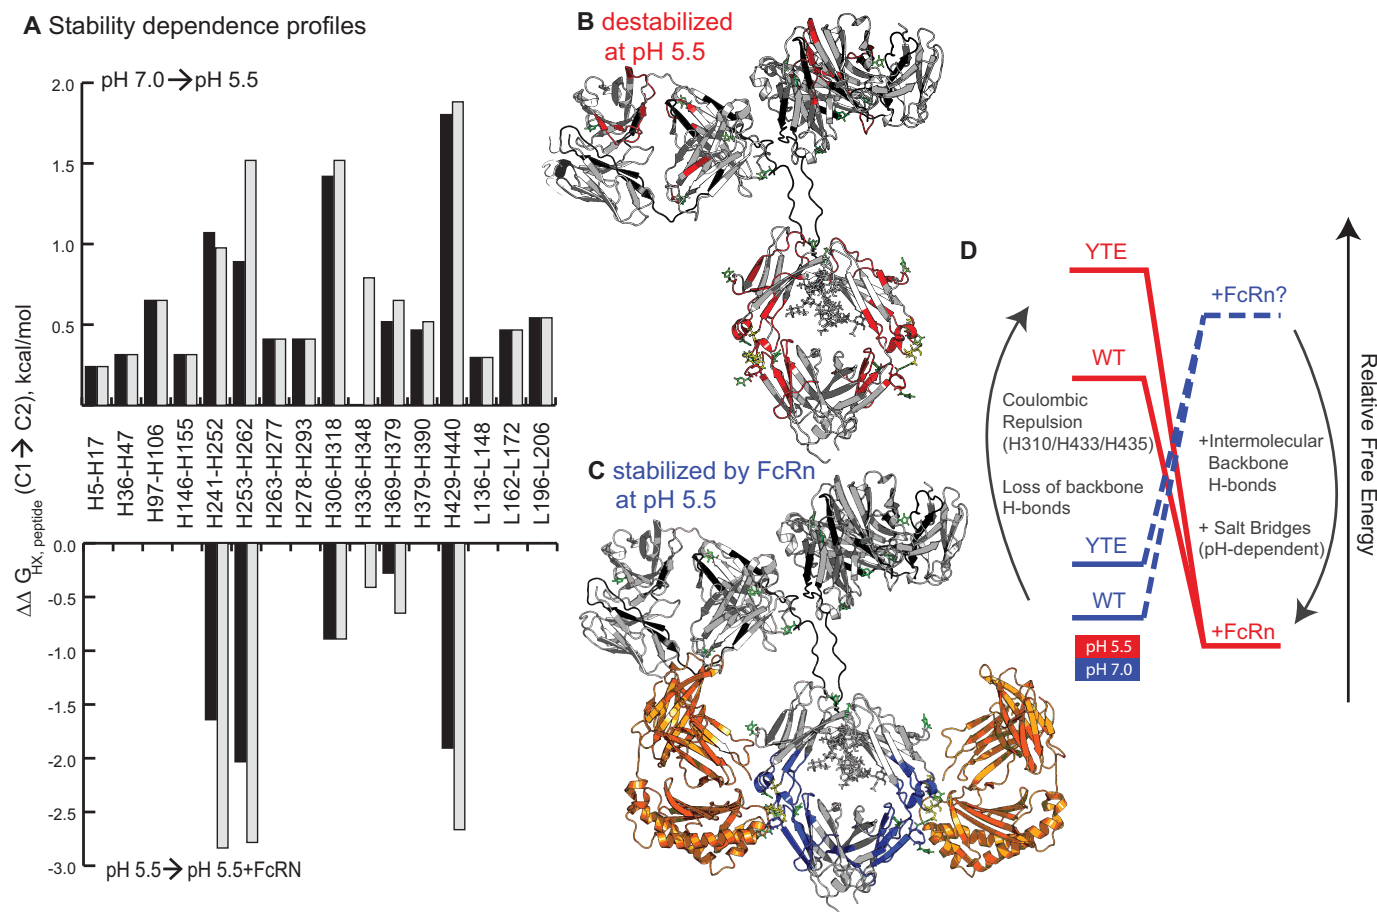 A Stability dependence profiles
pH 7.0→pH 5.5
2.0
1.5
1.0
0.5
H5-H17
H36-H47
H97-H106
H146-H155
H241-H252
H253-H262
H263-H277
H278-H293
H306-H318
H336-H348
H369-H379
H379-H390
H429-H440
L136-L148
L162-L172
L196-L206
ΔΔ G HX, peptide (C1→ C2), kcal/mol
0.0
-0.5
-1.0
-1.5
-2.0
-2.5
-3.0
pH 5.5→ pH 5.5+FcRN
B destabilized
at pH 5.5
C stabilized by FcRn
at pH 5.5
D
YTE
WT
Coulombic
Repulsion
(H310/H433/H435)
Loss of backbone
H-bonds
YTE
WT
pH 5.5
pH 7.0
+FcRn?
+Intermolecular
Backbone
H-bonds
+ Salt Bridges
(pH-dependent)
+FcRn
Relative Free Energy